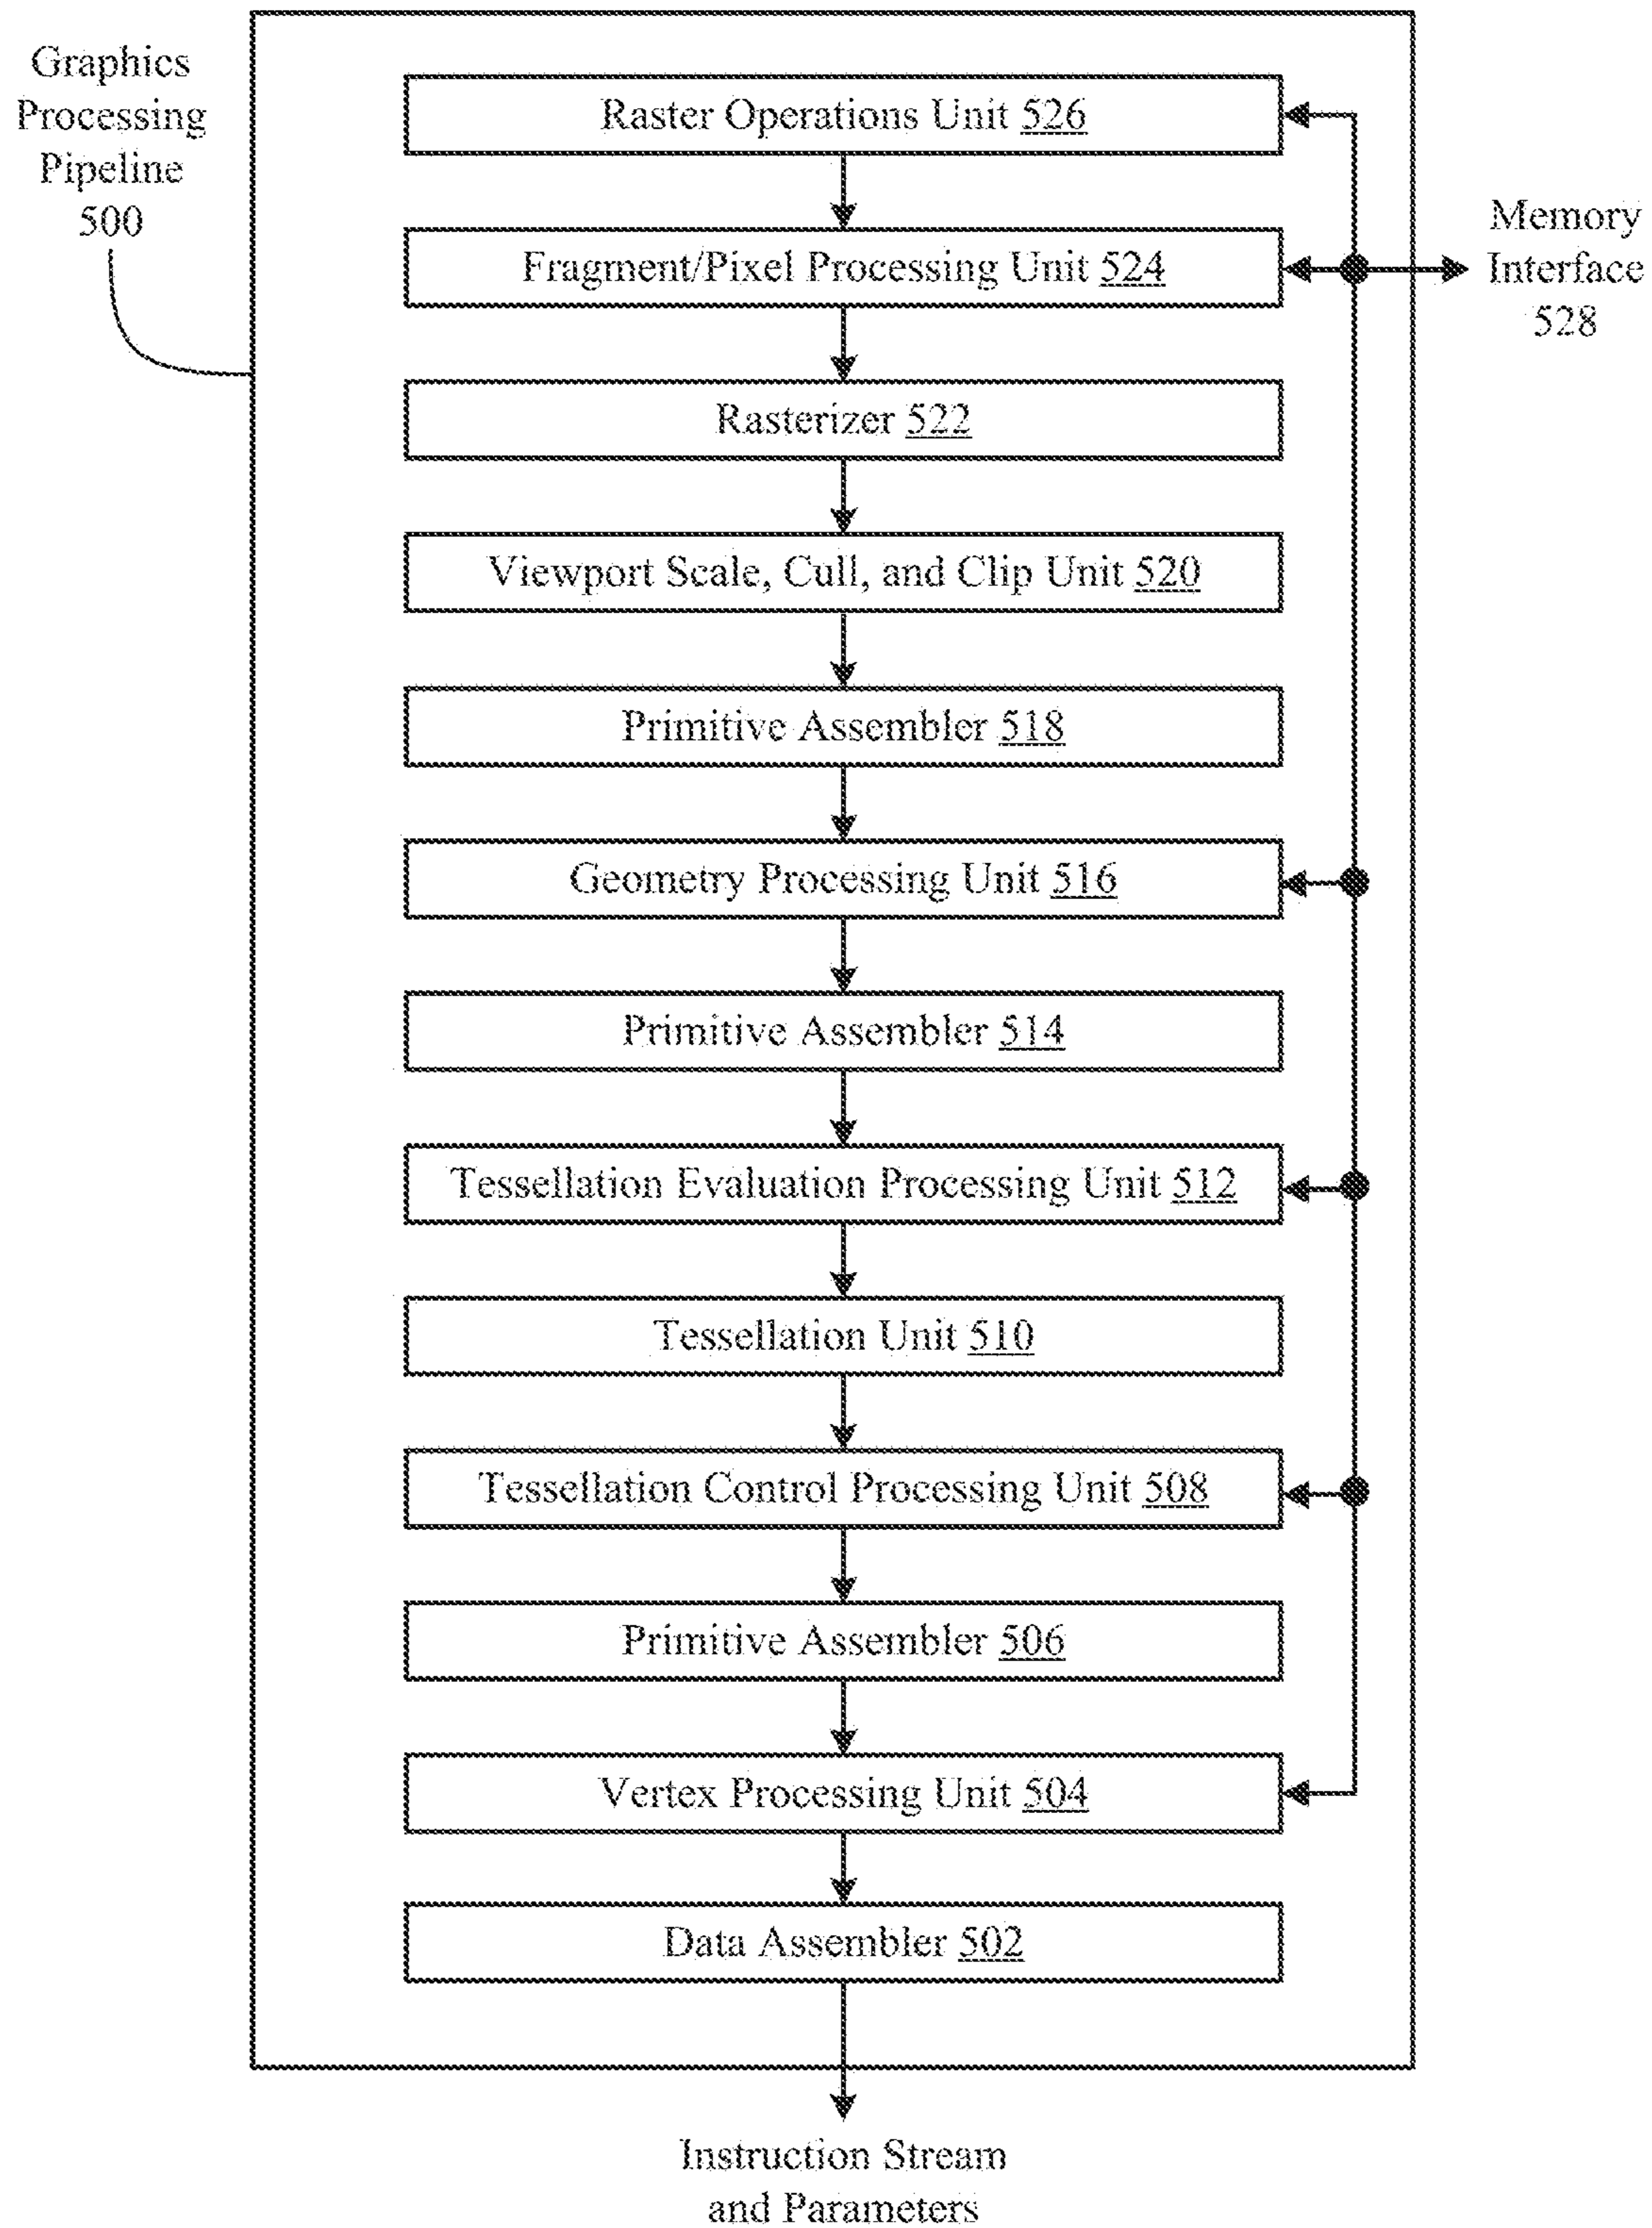 Graphics
Processing
Pipeline
500
Raster Operations Unit 526
Fragment/Pixel Processing Unit 524
Memory
Interface
528
Rasterizer 522
Viewport Scale, Cull, and Clip Unit 520
Primitive Assembler 518
Geometry Processing Unit 516
Primitive Assembler 514
Tessellation Evaluation Processing Unit 512
Tessellation Unit 510
Tessellation Control Processing Unit 508
Primitive Assembler 506
Vertex Processing Unit 504
Data Assembler 502
Instruction Stream
and Parameters